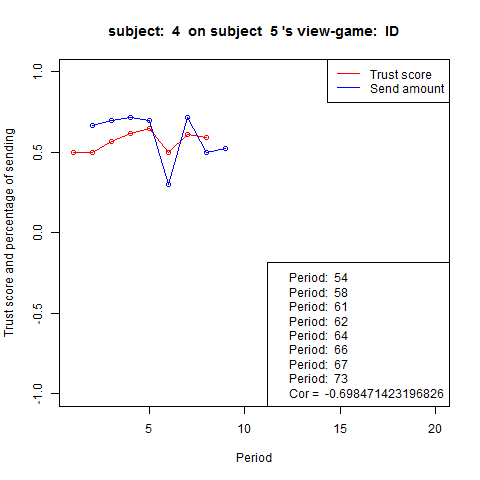 subject:  4  on subject  5 's view-game:  ID
Trust score
Send amount
Trust score and percentage of sending
1.0
0.5
0.0
-0.5
-1.0
Period:  54
Period:  58
Period:  61
Period:  62
Period:  64
Period:  66
Period:  67
Period:  73
Cor =  -0.698471423196826
5
10
15
20
Period